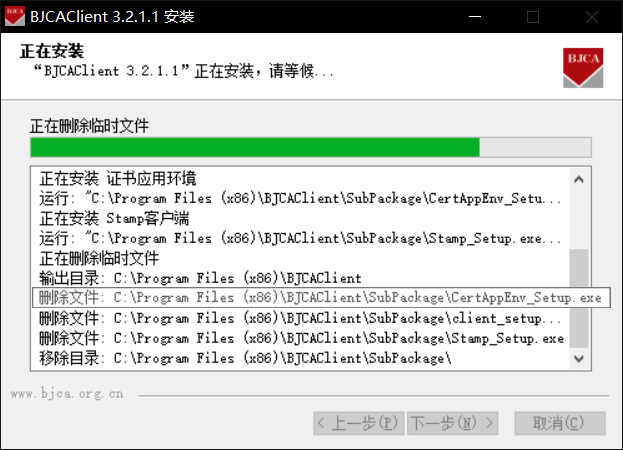 BJCA
BJCAClient 3.2.1.1 安装
正在安装
“BJCAClient 3.2.1.1”正在安装，请等候...
BJCA
正在删除临时文件
正在安装 证书应用环境
运行: "C:\Program Files (x86)\BJCAClient\SubPackage\CertAppEnv_Setu...
正在安装 Stamp客户端
运行: "C:\Program Files (x86)\BJCAClient\SubPackage\Stamp_Setup.exe...
正在删除临时文件
输出目录: C:\Program Files (x86)\BJCAClient
删除文件: C:\Program Files (x86)\BJCAClient\SubPackage\CertAppEnv_Setup.exe
删除文件: C:\Program Files (x86)\BJCAClient\SubPackage\client_setup...
删除文件: C:\Program Files (x86)\BJCAClient\SubPackage\Stamp_Setup.exe
移除目录: C:\Program Files (x86)\BJCAClient\SubPackage\
www.bjca.org.cn
< 上一步(P) 下一步(N) > 取消(C)